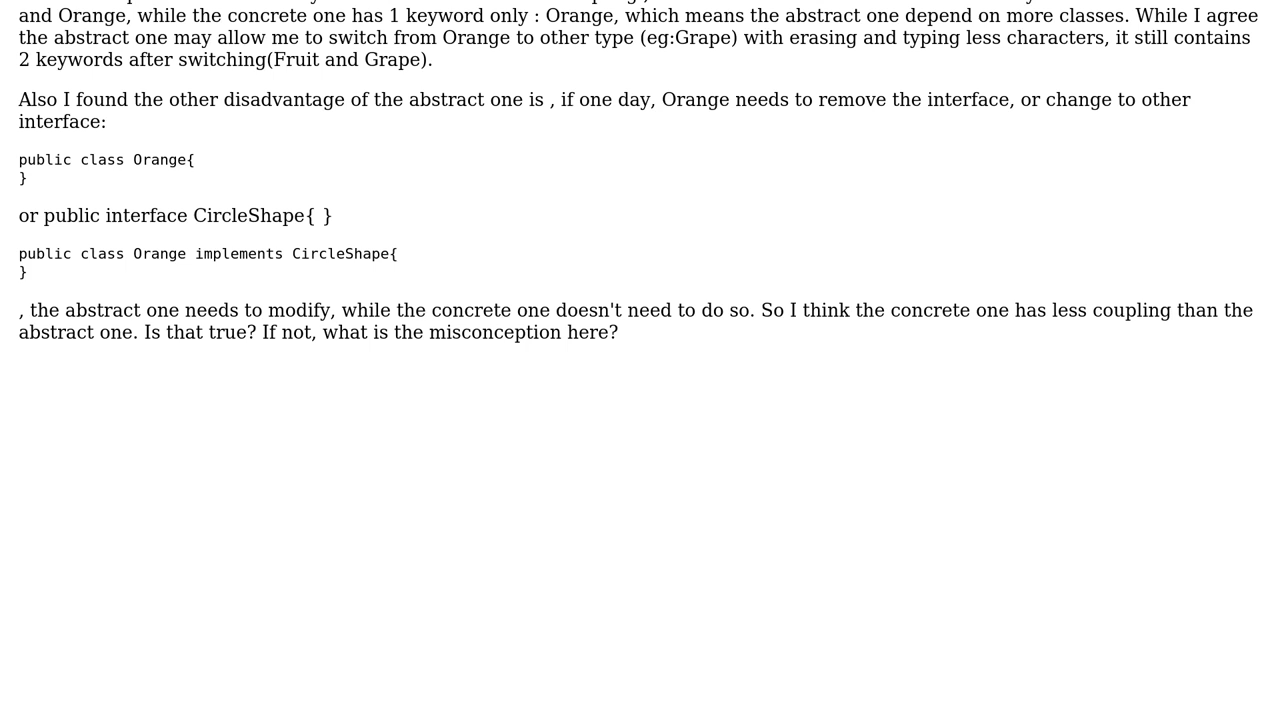 and Orange, while the concrete one has 1 keyword only : Orange, which means the abstract one depend on more classes. While I agree
the abstract one may allow me to switch from Orange to other type (eg:Grape) with erasing and typing less characters, it still contains
2 keywords after switching(Fruit and Grape).
Also I found the other disadvantage of the abstract one is , if one day, Orange needs to remove the interface, or change to other
interface:
public class Orange{
}
or public interface CircleShape{ }
public class Orange implements CircleShape{
}
, the abstract one needs to modify, while the concrete one doesn't need to do so. So I think the concrete one has less coupling than the
abstract one. Is that true? If not, what is the misconception here?